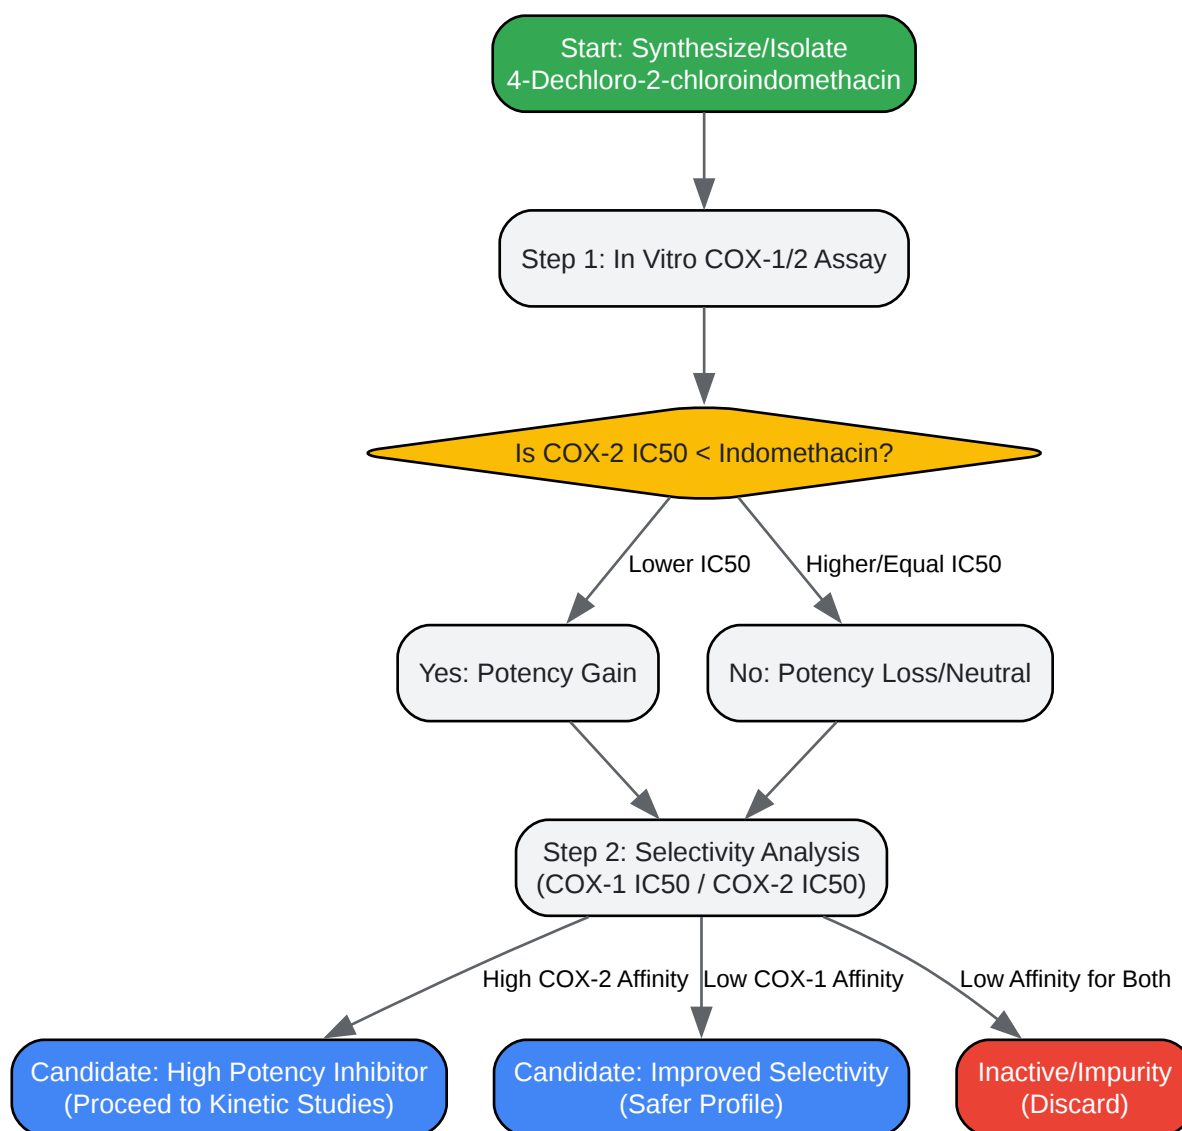 Start: Synthesize/Isolate
4-Dechloro-2-chloroindomethacin
Step 1: In Vitro COX-1/2 Assay
Is COX-2 IC50 < Indomethacin?
Lower IC50
Higher/Equal IC50
Yes: Potency Gain
No: Potency Loss/Neutral
Step 2: Selectivity Analysis
(COX-1 IC50 / COX-2 IC50)
High COX-2 Affinity
Low COX-1 Affinity
Low Affinity for Both
Candidate: High Potency Inhibitor
(Proceed to Kinetic Studies)
Candidate: Improved Selectivity
(Safer Profile)
Inactive/Impurity
(Discard)